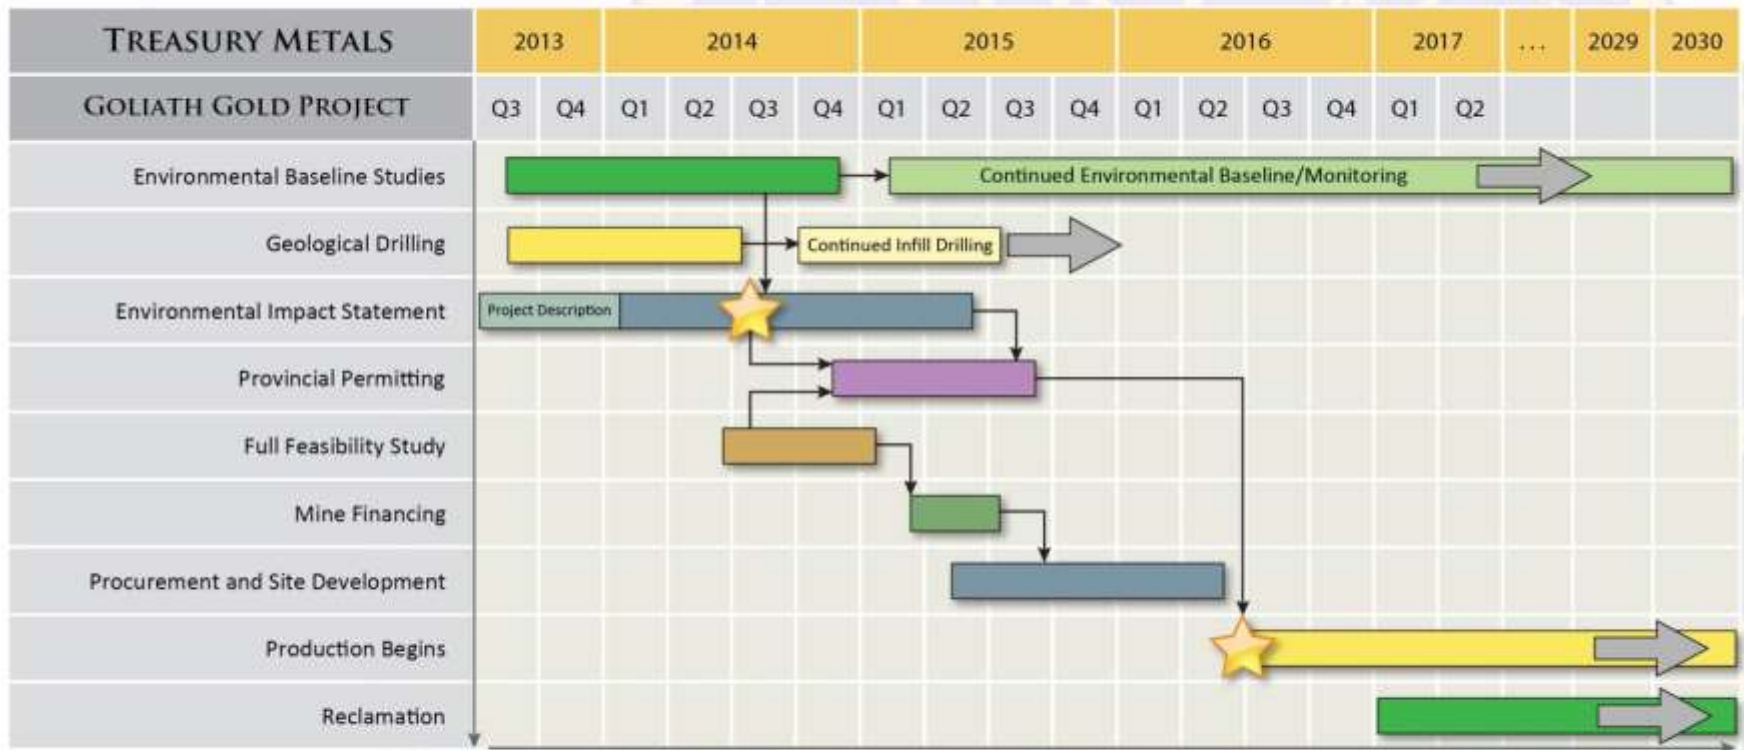 TREASURY METALS 2013 2014 2015 2016 2017 ... 2029 2030
GOLIATH GOLD PROJECT Q3 Q4 Q1 Q2 Q3 Q4 Q1 Q2 Q3 Q4 Q1 Q2 Q3 Q4 Q1 Q2
Environmental Baseline Studies Continued Environmental Baseline/Monitoring
Geological Drilling Continued Infill Drilling
Environmental Impact Statement Project Description
Provincial Permitting
Full Feasibility Study
Mine Financing
Procurement and Site Development
Production Begins
Reclamation